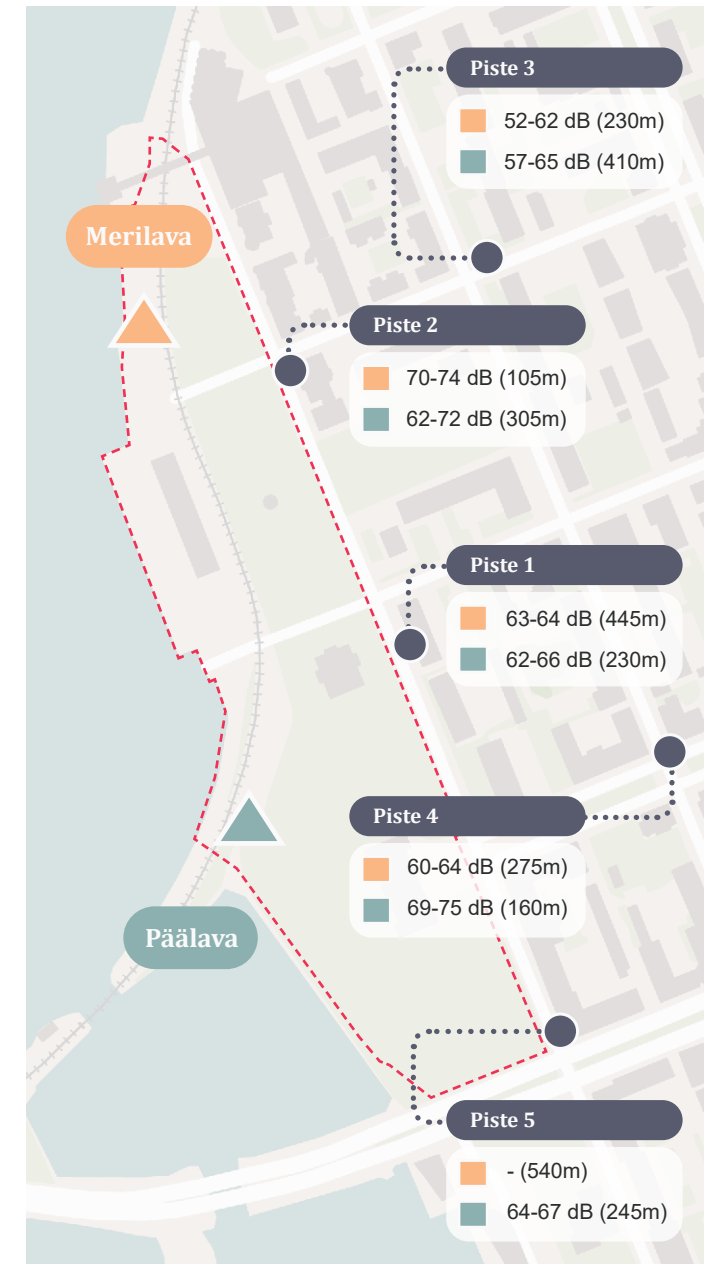 Piste 3
52-62 dB (230m)
57-65 dB (410m)
Merilava
Piste 2
70-74 dB (105m)
62-72 dB (305m)
Piste 1
63-64 dB (445m)
62-66 dB (230m)
Piste 4
60-64 dB (275m)
69-75 dB (160m)
Päälava
Piste 5
- (540m)
64-67 dB (245m)